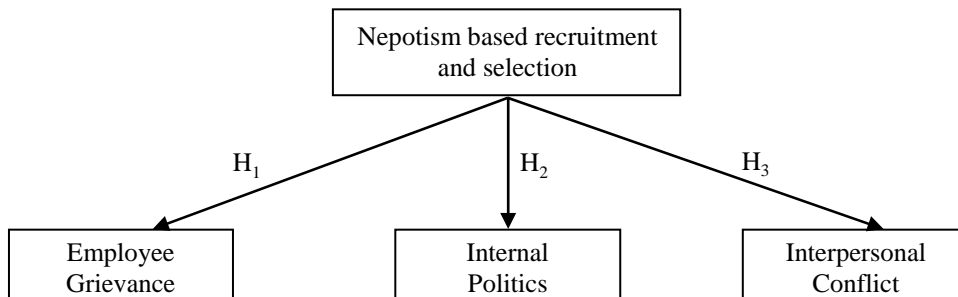 Nepotism based recruitment
and selection
H1
H2
H3
Employee
Grievance
Internal
Politics
Interpersonal
Conflict